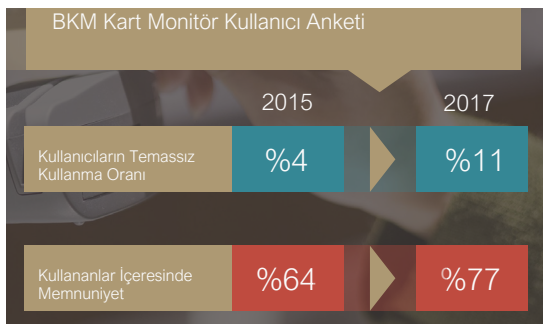 BKM Kart Monitör Kullanıcı Anketi
2015 2017
Kullanıcıların Temassız
Kullanma Oranı
%4 %11
Kullananlar İçeresinde
Memnuniyet
%64 %77